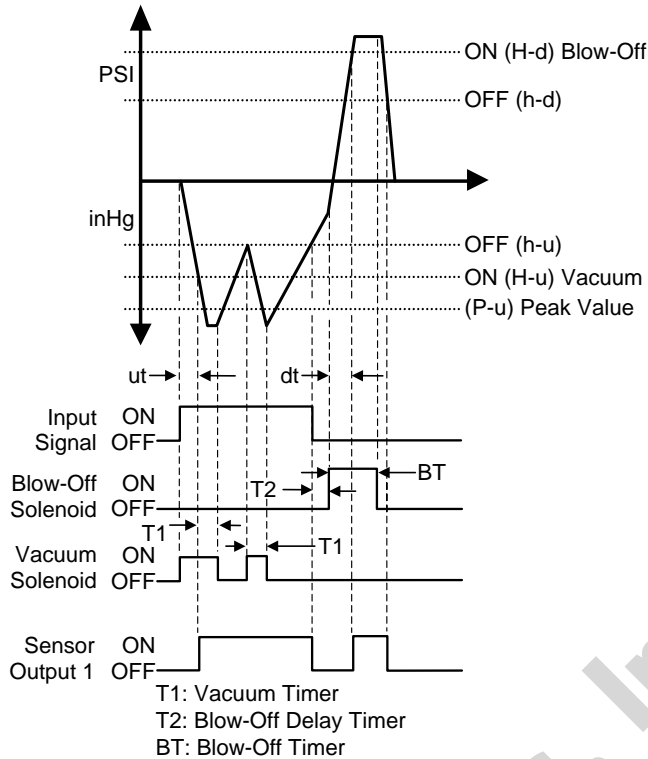 ON (H-d) Blow-Off
PSI
OFF (h-d)
inHg
OFF (h-u)
ON (H-u) Vacuum
(P-u) Peak Value
ut
dt
Input ON
Signal OFF
Blow-Off ON
Solenoid OFF
BT
T2
T1
Vacuum ON
T1
Solenoid OFF
Sensor ON
Output 1 OFF
T1: Vacuum Timer
T2: Blow-Off Delay Timer
BT: Blow-Off Timer